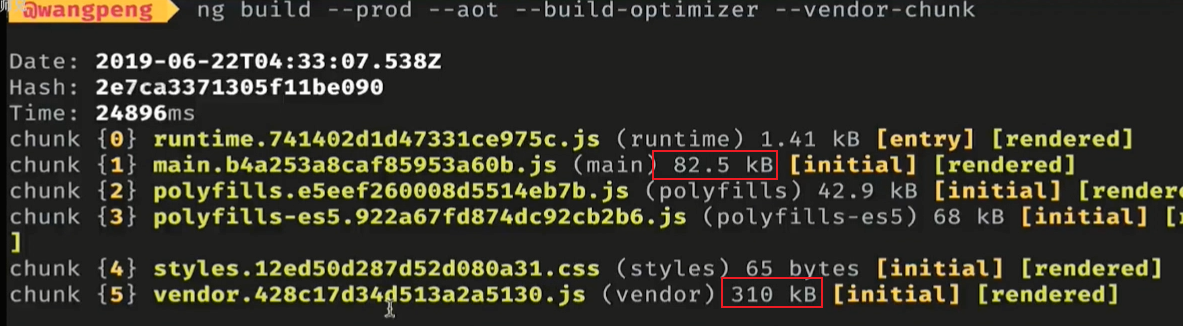 @wangpeng ng build --prod --aot --build-optimizer --vendor-chunk
Date: 2019-06-22T04:33:07.538Z
Hash: 2e7ca3371305f11be090
Time: 24896ms
chunk {0} runtime.741402d1d47331ce975c.js (runtime) 1.41 kB [entry] [rendered]
chunk {1} main.b4a253a8caf85953a60b.js (main) 82.5 kB [initial] [rendered]
chunk {2} polyfills.e5eef260008d5514eb7b.js (polyfills) 42.9 kB [initial] [rendere
chunk {3} polyfills-es5.922a67fd874dc92cb2b6.js (polyfills-es5) 68 kB [initial] [r
]
chunk {4} styles.12ed50d287d52d080a31.css (styles) 65 bytes [initial] [rendered]
chunk {5} vendor.428c17d34d513a2a5130.js (vendor) 310 kB [initial] [rendered]